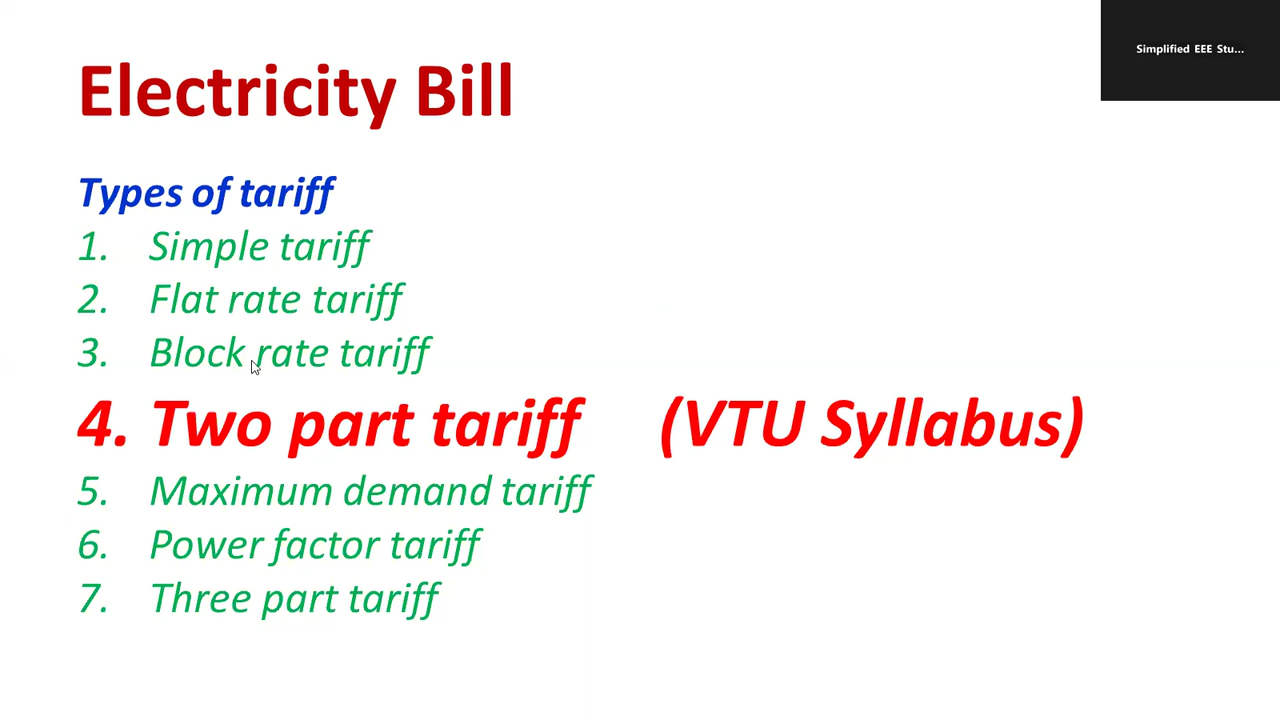 Simplified EEE Stu...
Electricity Bill
Types of tariff
1. Simple tariff
2. Flat rate tariff
3. Block rate tariff
4. Two part tariff (VTU Syllabus)
5. Maximum demand tariff
6. Power factor tariff
7. Three part tariff